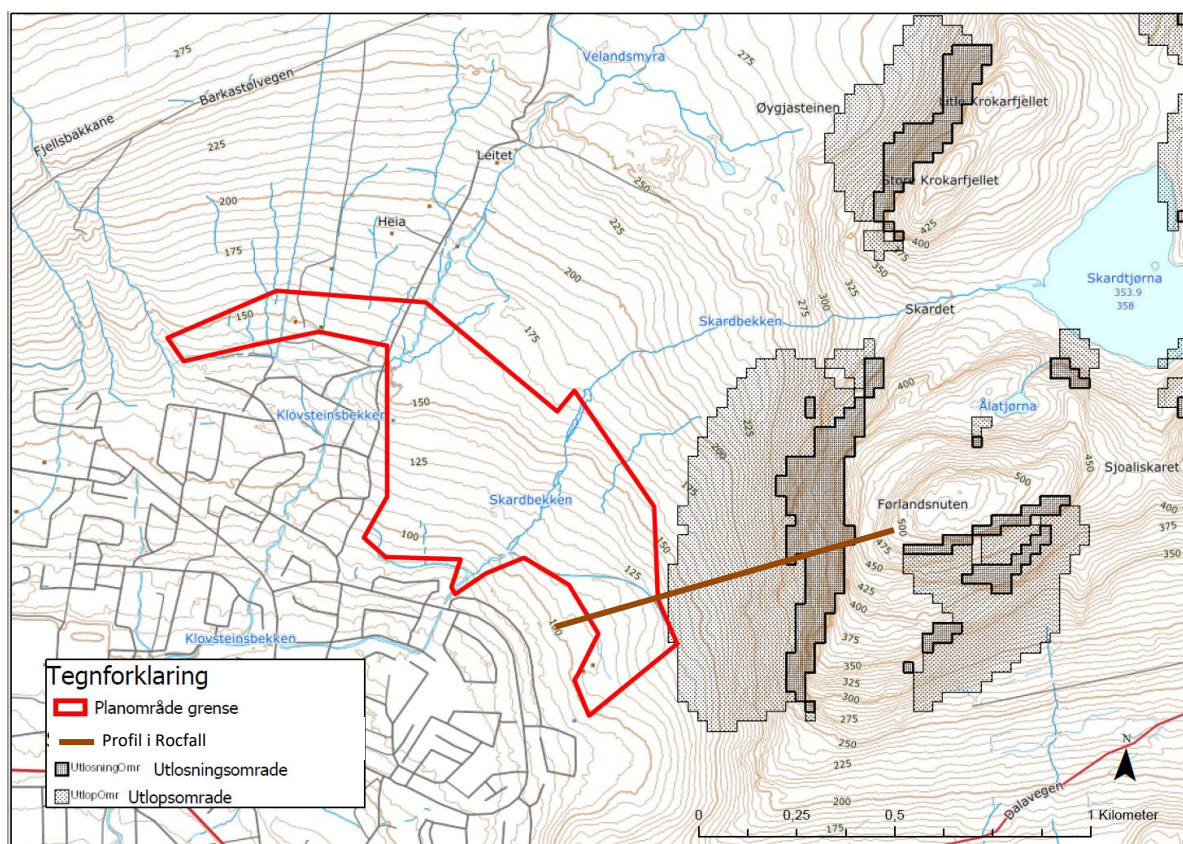 275
Barkastølvegen
Fjellsbakkane
225
200
175
150
Leitet
Heia
Velandsmyra
275
Øygjasteinen
Litle Krokarfjellet
Store Krokarfjellet
425
400
375
350
325
300
275
250
225
200
175
Skardtjørna
353.9
358
Skardet
Skardbekken
Klovsteinsbekken
150
125
100
Skardbekken
225
200
175
150
125
100
400
Ålatjørna
450
Sjoaliskaret
500
Førlandsnuten
500
475
450
425
400
375
350
325
300
275
250
225
200
175
400
375
350
Klovsteinsbekken
Dalavegen
Tegnforklaring
Planområde grense
Profil i Rocfall
UtlosningOmr Utlosningsomrade
UtlopOmr Utlopsomrade
N
0 0,25 0,5 1 Kilometer